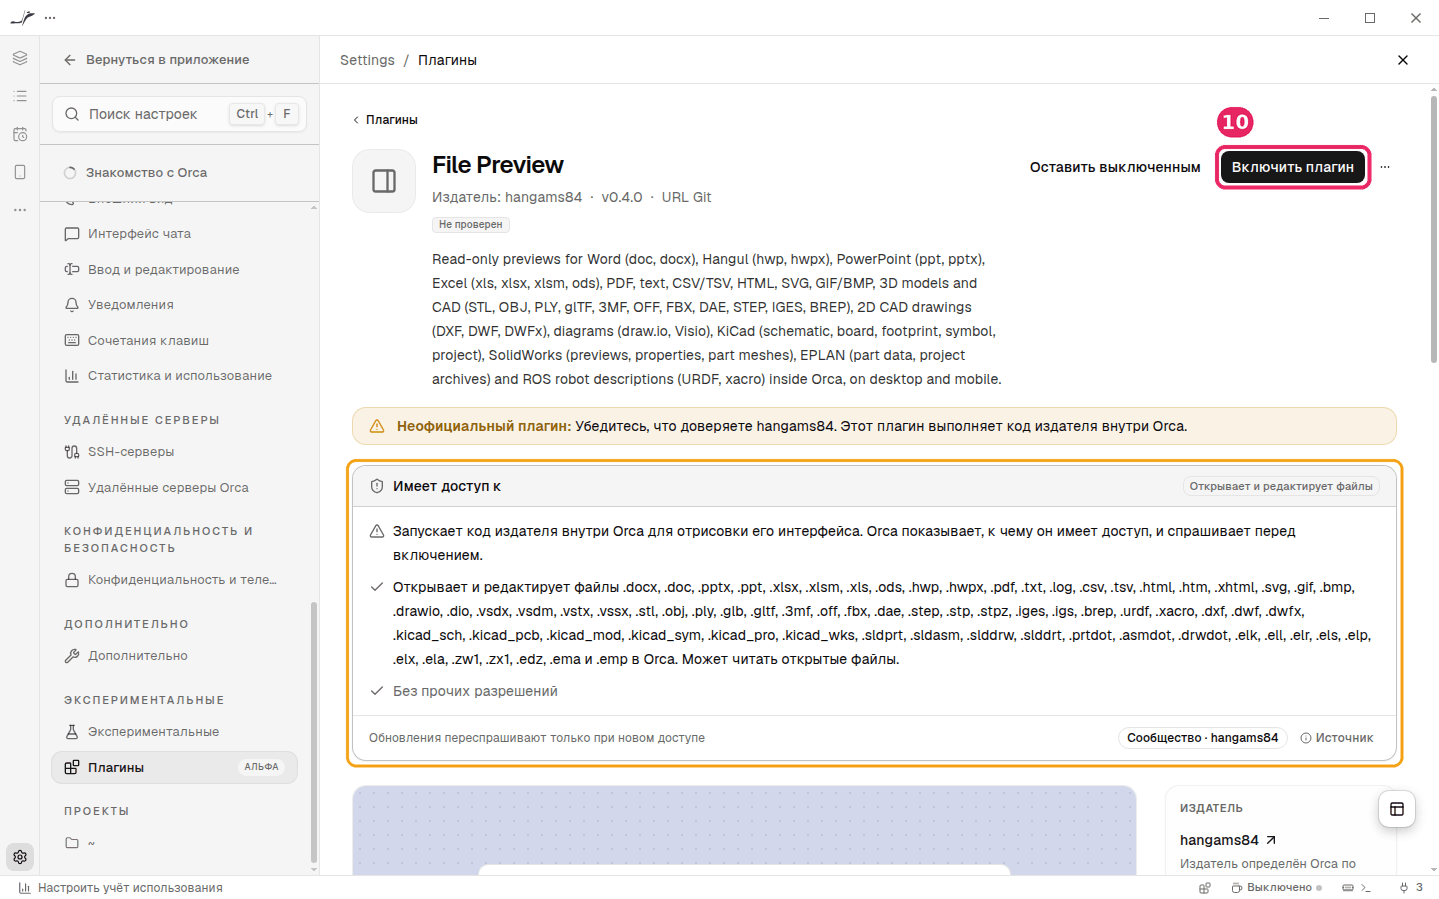 Вернуться в приложение
Settings / Плагины
Поиск настроек Ctrl + F
Знакомство с Orca
Интерфейс чата
Ввод и редактирование
Уведомления
Сочетания клавиш
Статистика и использование
УДАЛЁННЫЕ СЕРВЕРЫ
SSH-серверы
Удалённые серверы Orca
КОНФИДЕНЦИАЛЬНОСТЬ И
БЕЗОПАСНОСТЬ
Конфиденциальность и теле...
ДОПОЛНИТЕЛЬНО
Дополнительно
ЭКСПЕРИМЕНТАЛЬНЫЕ
Экспериментальные
Плагины АЛЬФА
ПРОЕКТЫ
~
Плагины
10
File Preview
Оставить выключенным
Включить плагин
Издатель: hangams84 · v0.4.0 · URL Git
Не проверен
Read-only previews for Word (doc, docx), Hangul (hwp, hwpx), PowerPoint (ppt, pptx),
Excel (xls, xlsx, xlsm, ods), PDF, text, CSV/TSV, HTML, SVG, GIF/BMP, 3D models and
CAD (STL, OBJ, PLY, glTF, 3MF, OFF, FBX, DAE, STEP, IGES, BREP), 2D CAD drawings
(DXF, DWF, DWFx), diagrams (draw.io, Visio), KiCad (schematic, board, footprint, symbol,
project), SolidWorks (previews, properties, part meshes), EPLAN (part data, project
archives) and ROS robot descriptions (URDF, xacro) inside Orca, on desktop and mobile.
Неофициальный плагин: Убедитесь, что доверяете hangams84. Этот плагин выполняет код издателя внутри Orca.
Имеет доступ к
Открывает и редактирует файлы
Запускает код издателя внутри Orca для отрисовки его интерфейса. Orca показывает, к чему он имеет доступ, и спрашивает перед
включением.
Открывает и редактирует файлы .docx, .doc, .pptx, .ppt, .xlsx, .xlsm, .xls, .ods, .hwp, .hwpx, .pdf, .txt, .log, .csv, .tsv, .html, .htm, .xhtml, .svg, .gif, .bmp,
.drawio, .dio, .vsdx, .vsdm, .vstx, .vssx, .stl, .obj, .ply, .glb, .gltf, .3mf, .off, .fbx, .dae, .step, .stp, .stpz, .iges, .igs, .brep, .urdf, .xacro, .dxf, .dwf, .dwfx,
.kicad_sch, .kicad_pcb, .kicad_mod, .kicad_sym, .kicad_pro, .kicad_wks, .sldprt, .sldasm, .slddrw, .slddrt, .prtdot, .asmdot, .drwdot, .elk, .ell, .elr, .els, .elp,
.elx, .ela, .zw1, .zx1, .edz, .ema и .emp в Orca. Может читать открытые файлы.
Без прочих разрешений
Обновления переспрашивают только при новом доступе
Сообщество · hangams84
Источник
ИЗДАТЕЛЬ
hangams84
Издатель определён Orca по
Настроить учёт использования
Выключено
3